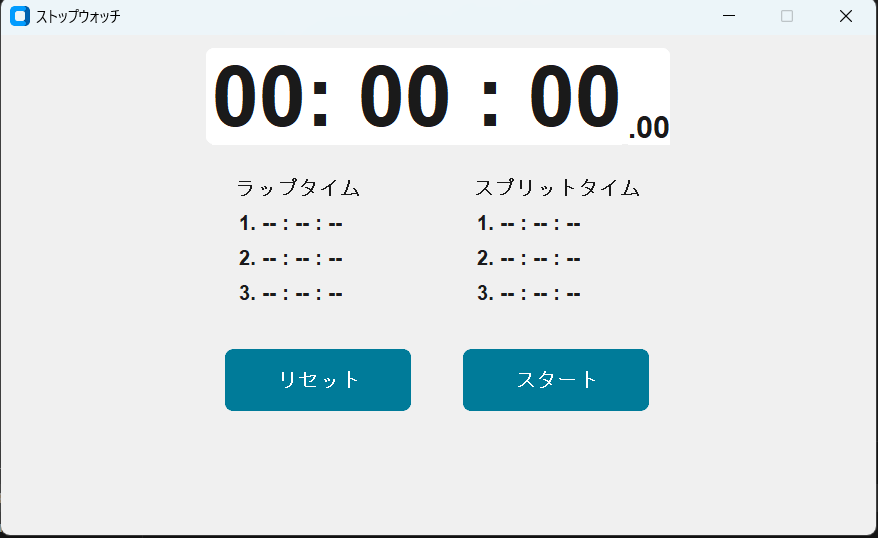 ストップウォッチ
00: 00 : 00 .00
ラップタイム スプリットタイム
1. -- : -- : -- 1. -- : -- : --
2. -- : -- : -- 2. -- : -- : --
3. -- : -- : -- 3. -- : -- : --
リセット スタート